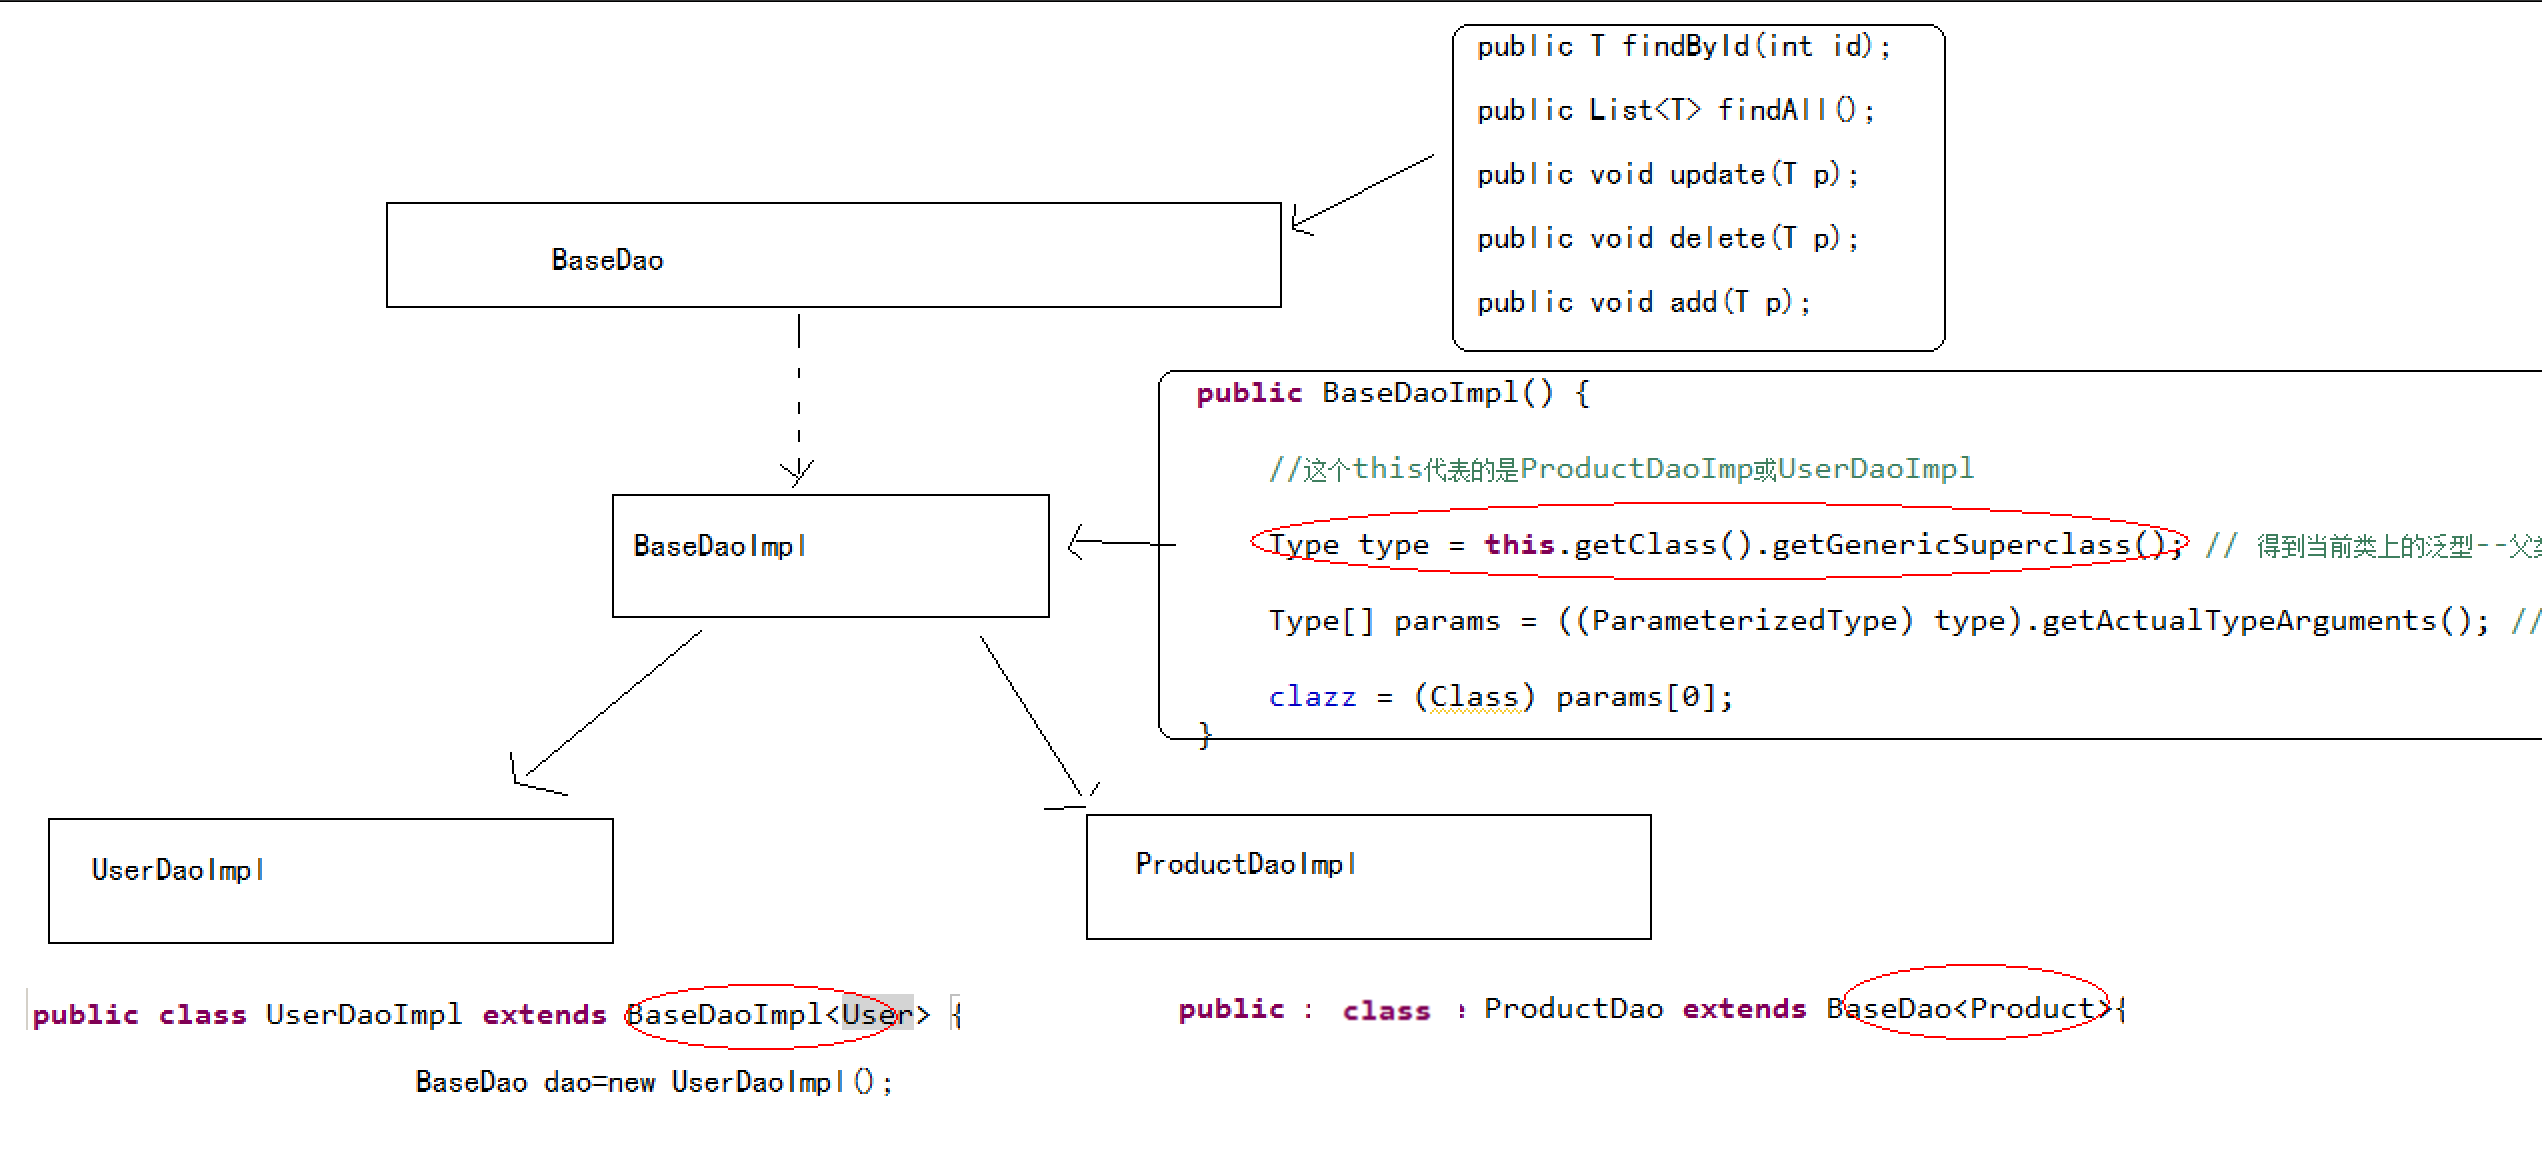 public T findById(int id);
public List<T> findAll();
public void update(T p);
public void delete(T p);
public void add(T p);
BaseDao
public BaseDaoImpl() {
//这个this代表的是ProductDaoImp或UserDaoImpl
Type type = this.getClass().getGenericSuperclass(); // 得到当前类上的泛型--父
Type[] params = ((ParameterizedType) type).getActualTypeArguments(); //
clazz = (Class) params[0];
}
BaseDaoImpl
UserDaoImpl
ProductDaoImpl
public class UserDaoImpl extends BaseDaoImpl<User> {
BaseDao dao=new UserDaoImpl();
public class ProductDao extends BaseDao<Product>{